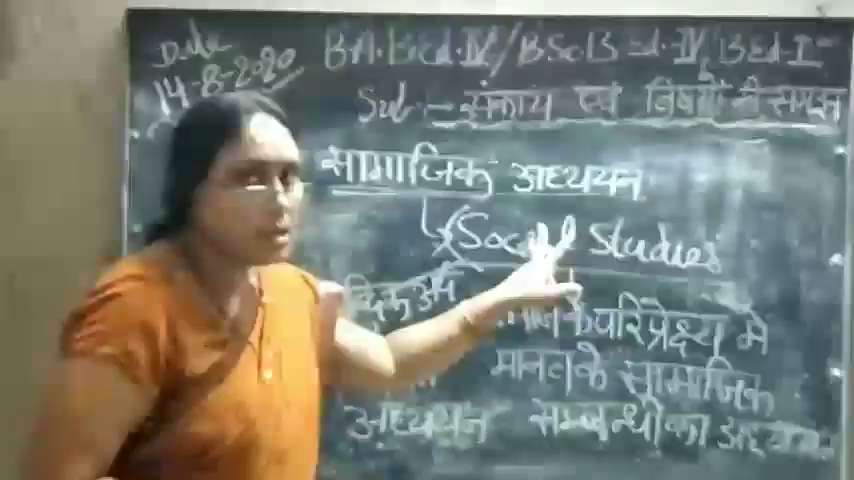 Date
14-8-2020
B.A. B.Ed. IV / BSc B.Ed. IV, B Ed-I
Sub:- संकाय एवं विषयों की समझ
सामाजिक अध्ययन
(Social Studies
के परिप्रेक्ष्य में
मानव के सामाजिक
अध्ययन सम्बन्धों का अध्ययन